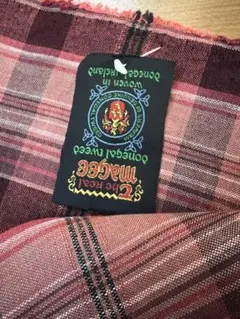 The Real
Magee
donegal tweed
woven in
Donegal Ireland